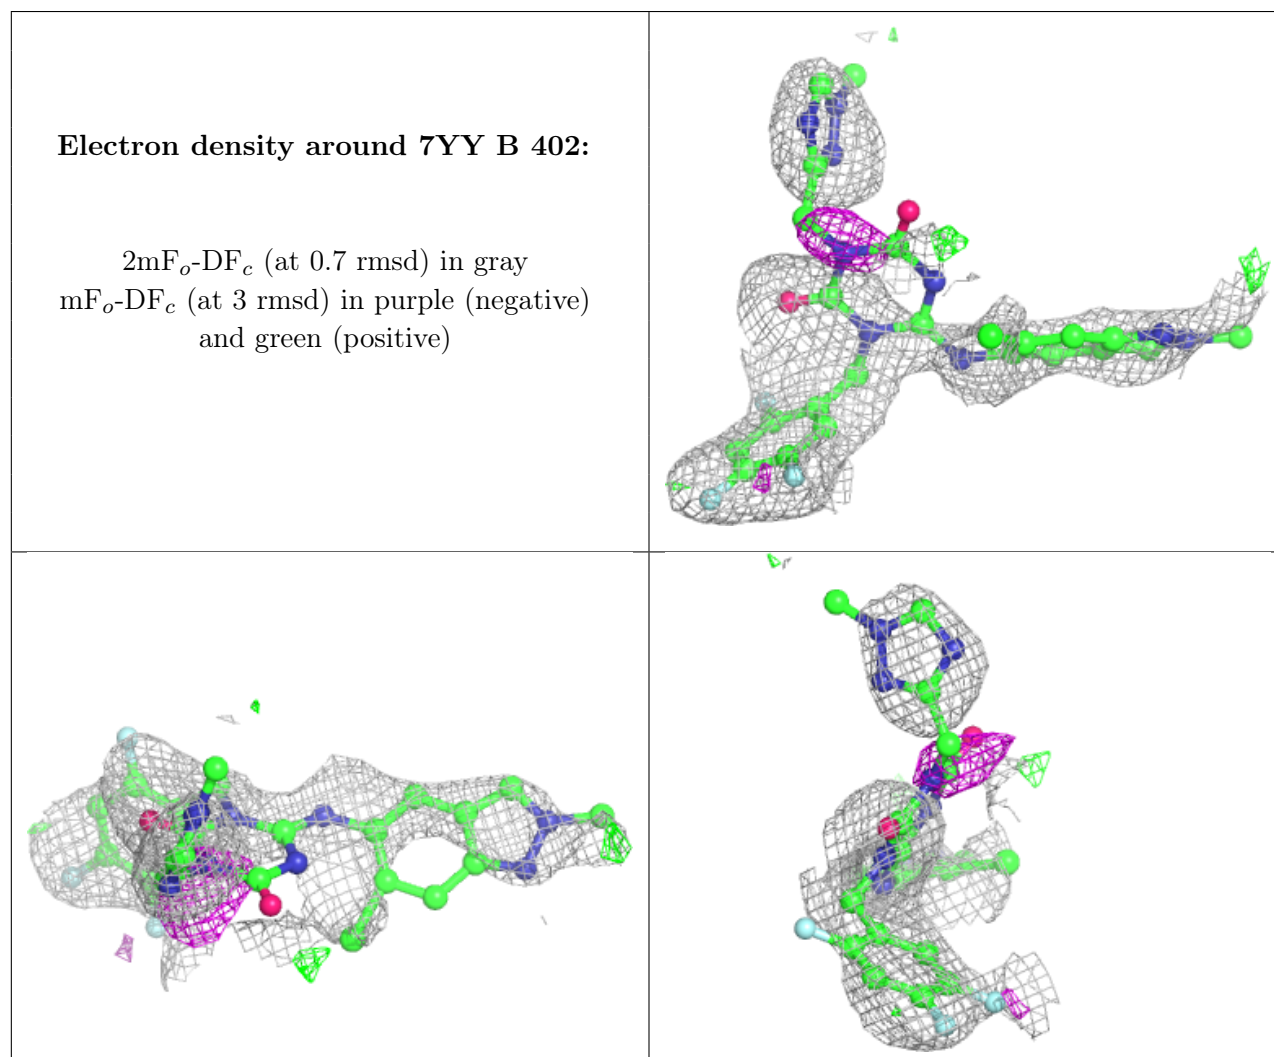 Electron density around 7YY B 402:
2mFₒ-DF𝒸 (at 0.7 rmsd) in gray
mFₒ-DF𝒸 (at 3 rmsd) in purple (negative)
and green (positive)